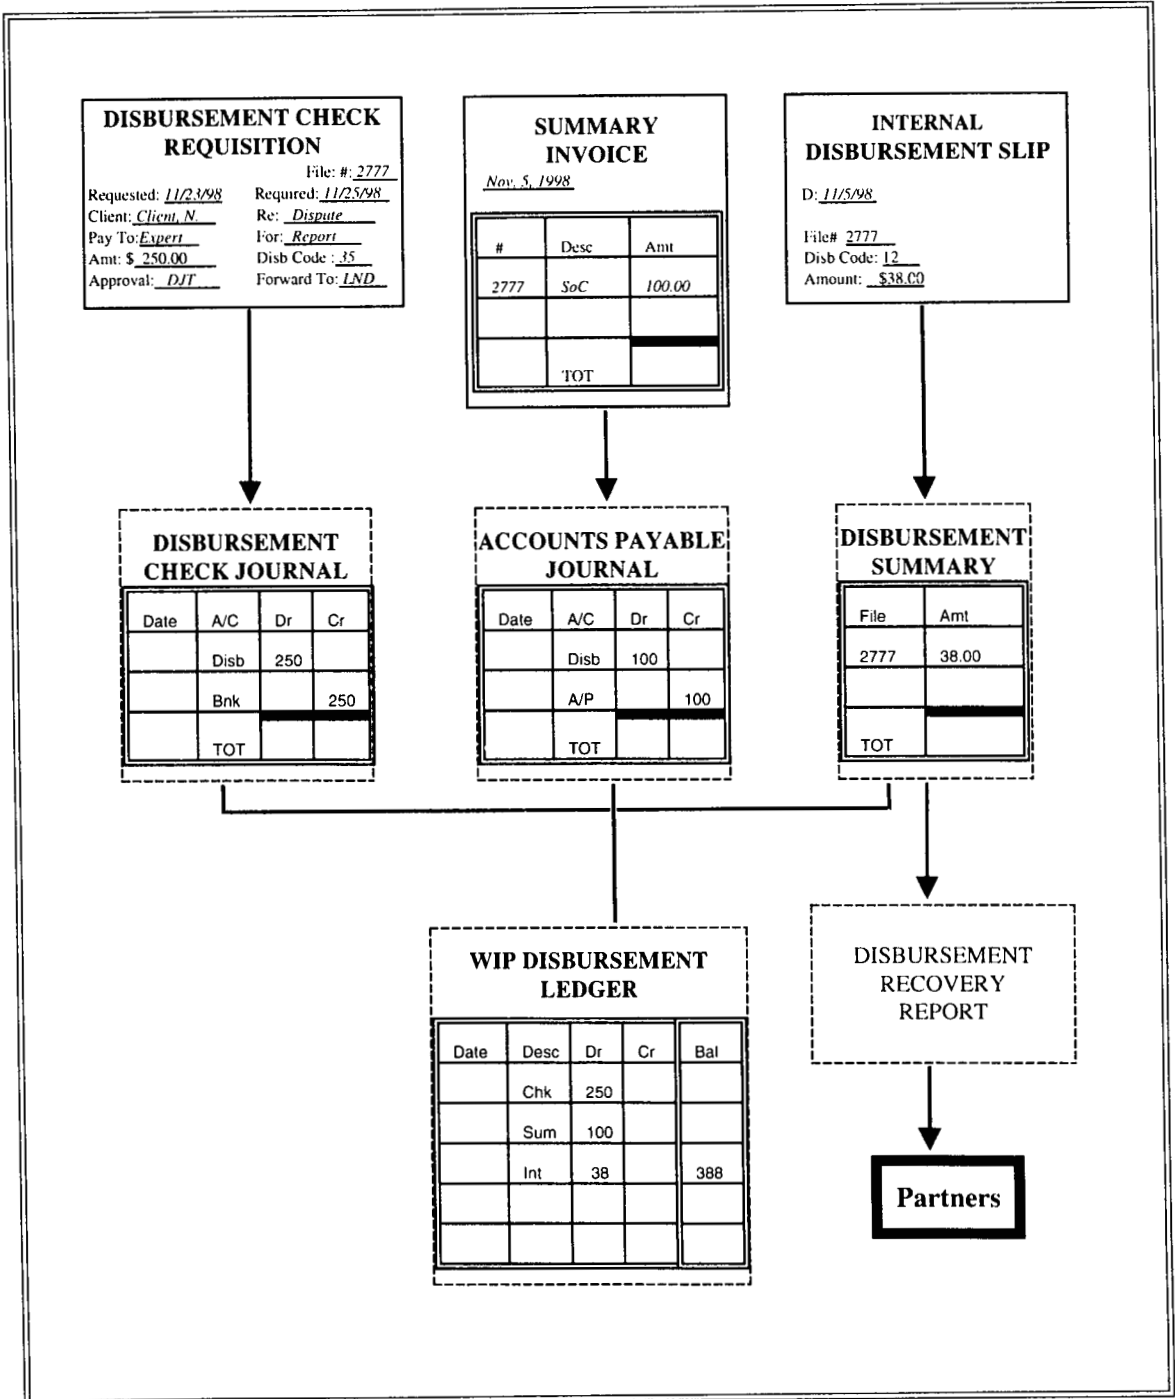 DISBURSEMENT CHECK
REQUISITION
File: #: 2777
Requested: 11/23/98 Required: 11/25/98
Client: Client, N. Re: Dispute
Pay To: Expert For: Report
Amt: $ 250.00 Disb Code : 35
Approval: DJT Forward To: LND
SUMMARY
INVOICE
Nov. 5, 1998
# Desc Amt
2777 SoC 100.00
TOT
INTERNAL
DISBURSEMENT SLIP
D: 11/5/98
File# 2777
Disb Code: 12
Amount: $38.00
DISBURSEMENT
CHECK JOURNAL
Date A/C Dr Cr
Disb 250
Bnk 250
TOT
ACCOUNTS PAYABLE
JOURNAL
Date A/C Dr Cr
Disb 100
A/P 100
TOT
DISBURSEMENT
SUMMARY
File Amt
2777 38.00
TOT
WIP DISBURSEMENT
LEDGER
Date Desc Dr Cr Bal
Chk 250
Sum 100
Int 38 388
DISBURSEMENT
RECOVERY
REPORT
Partners